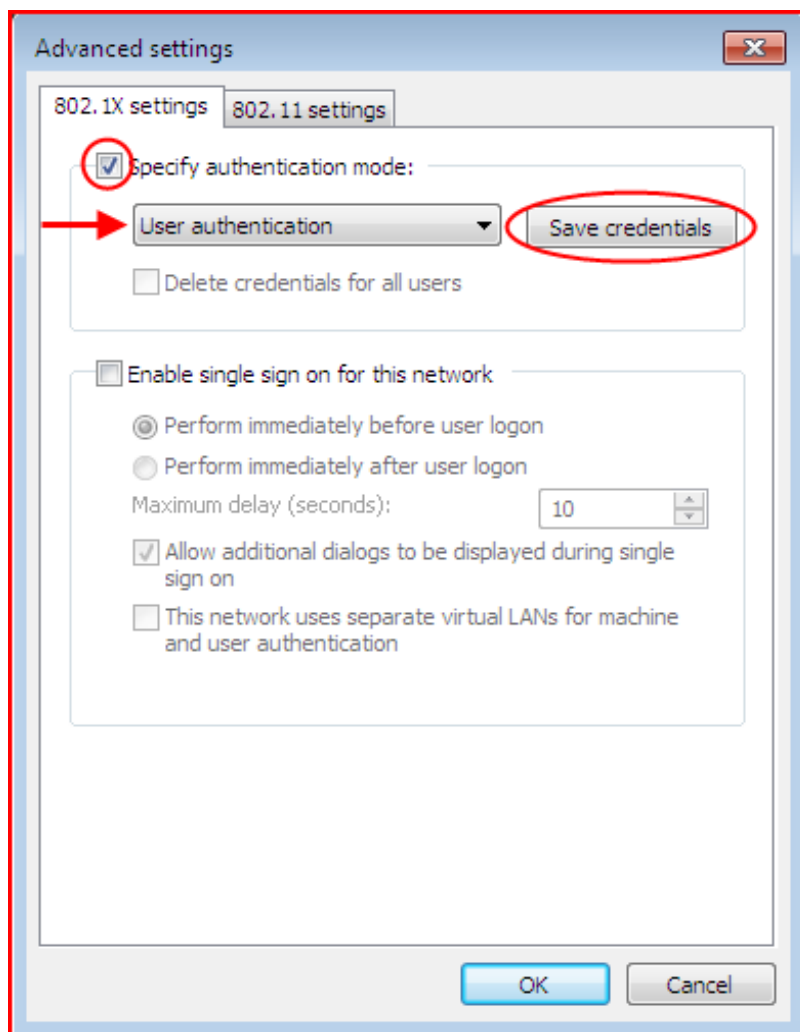 Advanced settings
802.1X settings
802.11 settings
Specify authentication mode:
User authentication
Save credentials
Delete credentials for all users
Enable single sign on for this network
Perform immediately before user logon
Perform immediately after user logon
Maximum delay (seconds):
10
Allow additional dialogs to be displayed during single
sign on
This network uses separate virtual LANs for machine
and user authentication
OK
Cancel